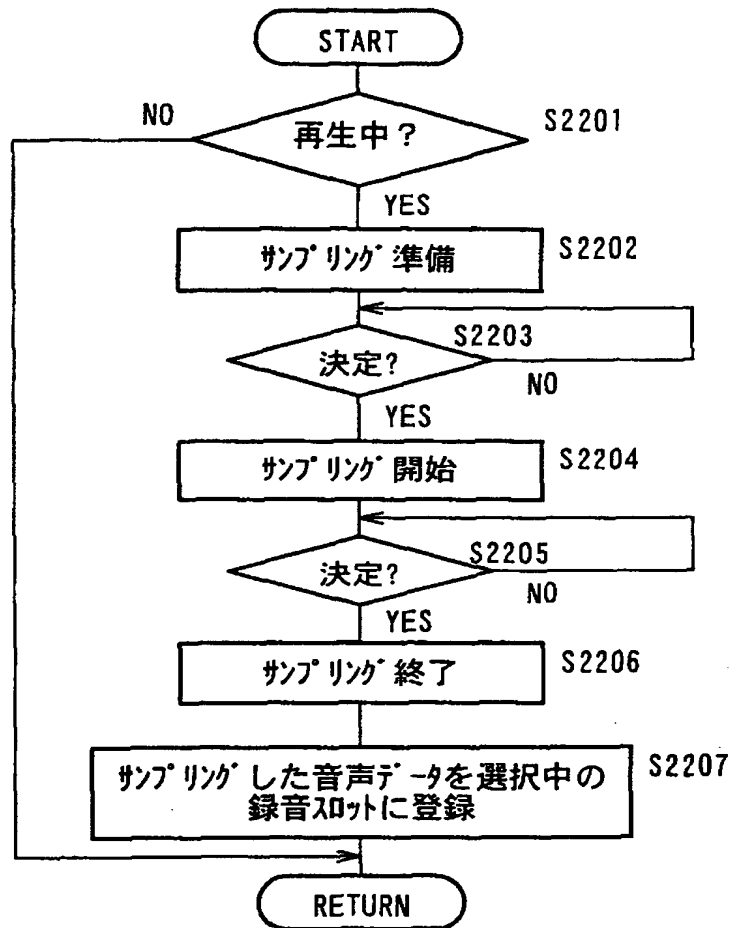 START
NO
再生中?
S2201
YES
サンプリング準備
S2202
S2203
決定?
NO
YES
サンプリング開始
S2204
S2205
決定?
NO
YES
サンプリング終了
S2206
サンプリングした音声データを選択中の
録音スロットに登録
S2207
RETURN